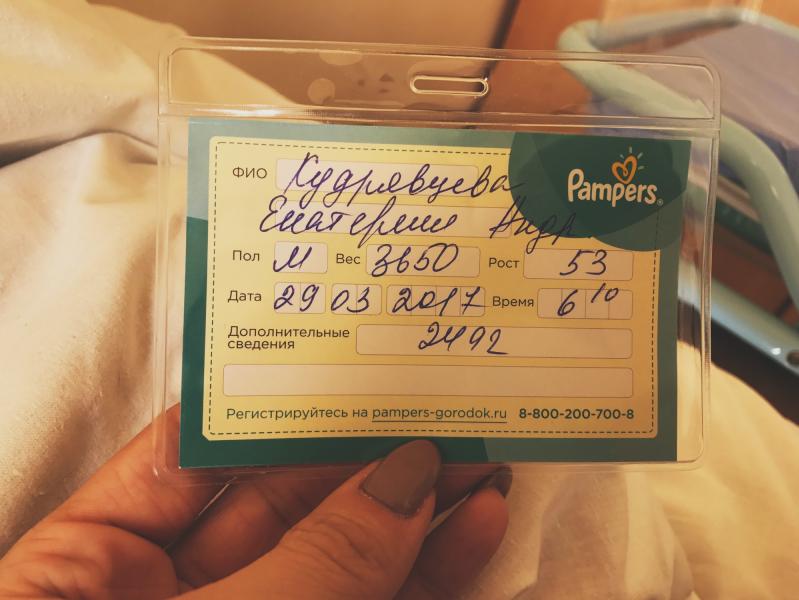 ФИО Кудрявцева
Pampers®
Екатерина Андр
Пол М Вес 3650 Рост 53
Дата 29 03 2017 Время 6 10
Дополнительные сведения 2492
Регистрируйтесь на pampers-gorodok.ru 8-800-200-700-8